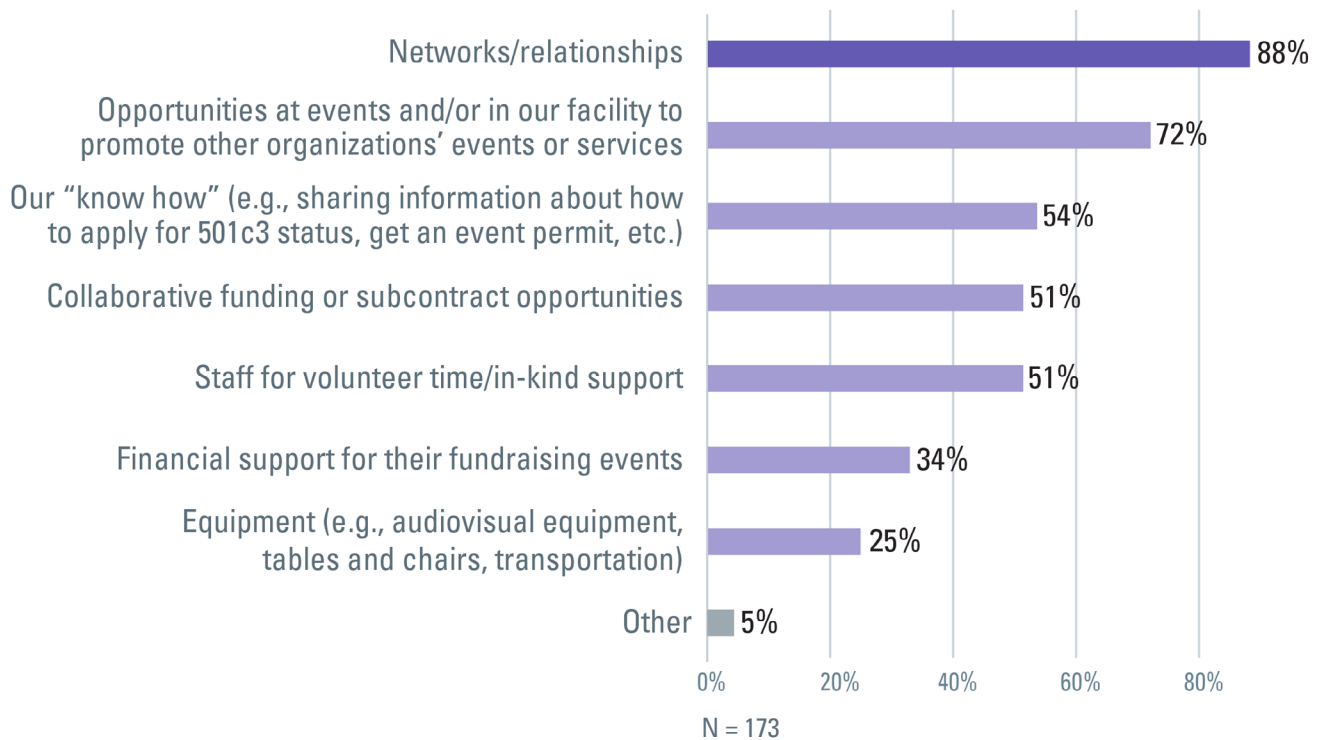 Networks/relationships
88%
Opportunities at events and/or in our facility to
promote other organizations’ events or services
72%
Our “know how” (e.g., sharing information about how
to apply for 501c3 status, get an event permit, etc.)
54%
Collaborative funding or subcontract opportunities
51%
Staff for volunteer time/in-kind support
51%
Financial support for their fundraising events
34%
Equipment (e.g., audiovisual equipment,
tables and chairs, transportation)
25%
Other
5%
0% 20% 40% 60% 80%
N = 173